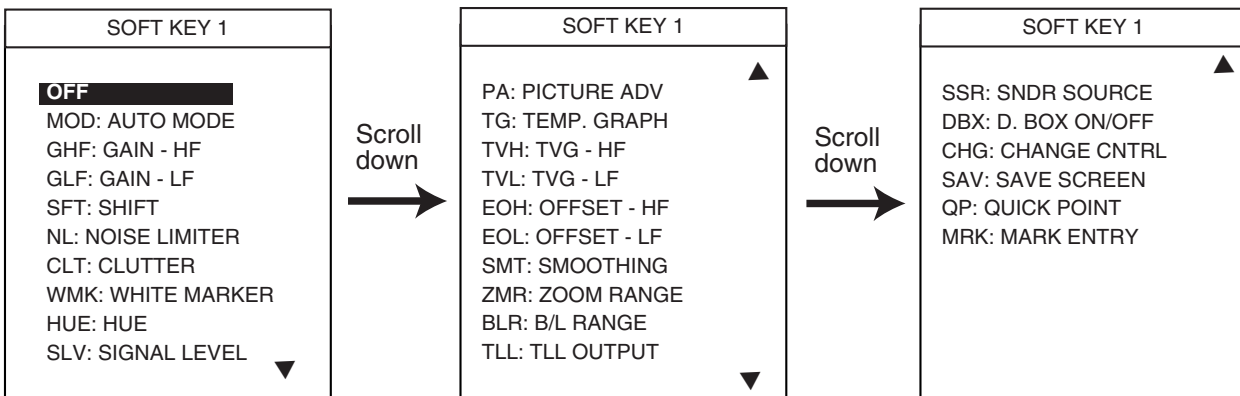 SOFT KEY 1
OFF
MOD: AUTO MODE
GHF: GAIN - HF
GLF: GAIN - LF
SFT: SHIFT
NL: NOISE LIMITER
CLT: CLUTTER
WMK: WHITE MARKER
HUE: HUE
SLV: SIGNAL LEVEL
Scroll
down
SOFT KEY 1
PA: PICTURE ADV
TG: TEMP. GRAPH
TVH: TVG - HF
TVL: TVG - LF
EOH: OFFSET - HF
EOL: OFFSET - LF
SMT: SMOOTHING
ZMR: ZOOM RANGE
BLR: B/L RANGE
TLL: TLL OUTPUT
Scroll
down
SOFT KEY 1
SSR: SNDR SOURCE
DBX: D. BOX ON/OFF
CHG: CHANGE CNTRL
SAV: SAVE SCREEN
QP: QUICK POINT
MRK: MARK ENTRY